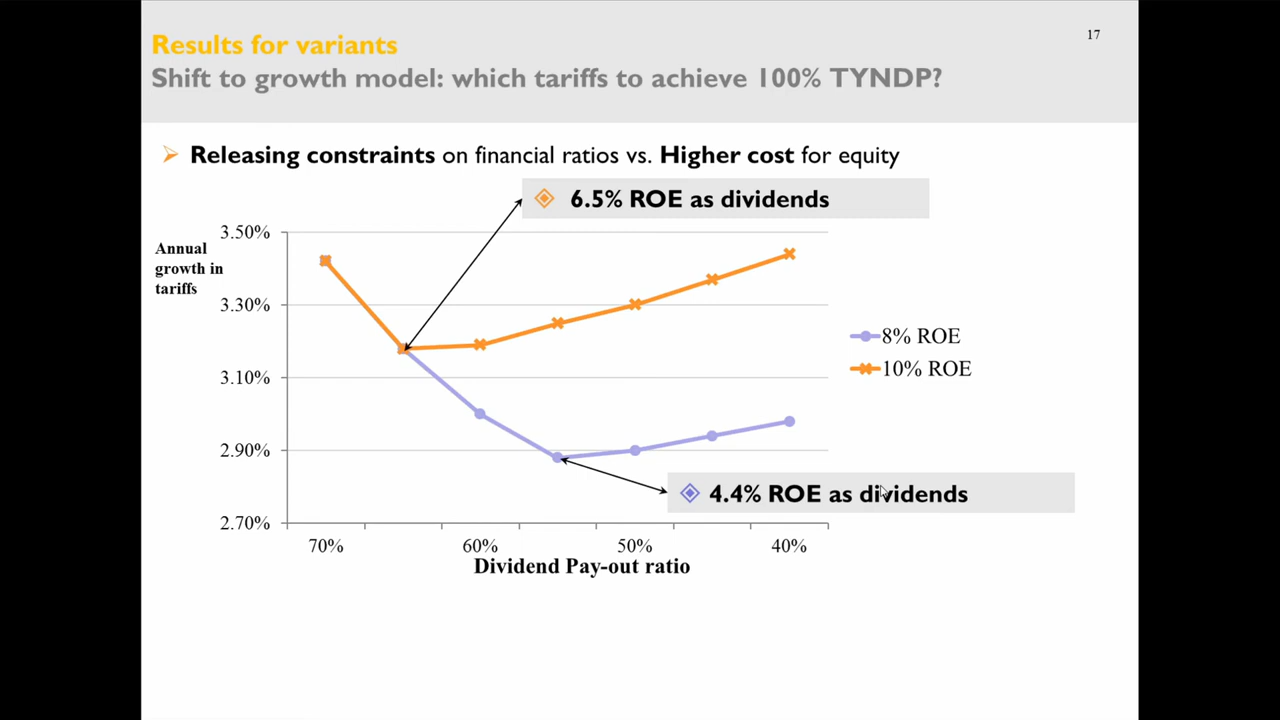 17
Results for variants
Shift to growth model: which tariffs to achieve 100% TYNDP?
Releasing constraints on financial ratios vs. Higher cost for equity
6.5% ROE as dividends
Annual
growth in
tariffs
3.50%
3.30%
3.10%
2.90%
2.70%
8% ROE
10% ROE
4.4% ROE as dividends
70%
60%
50%
40%
Dividend Pay-out ratio